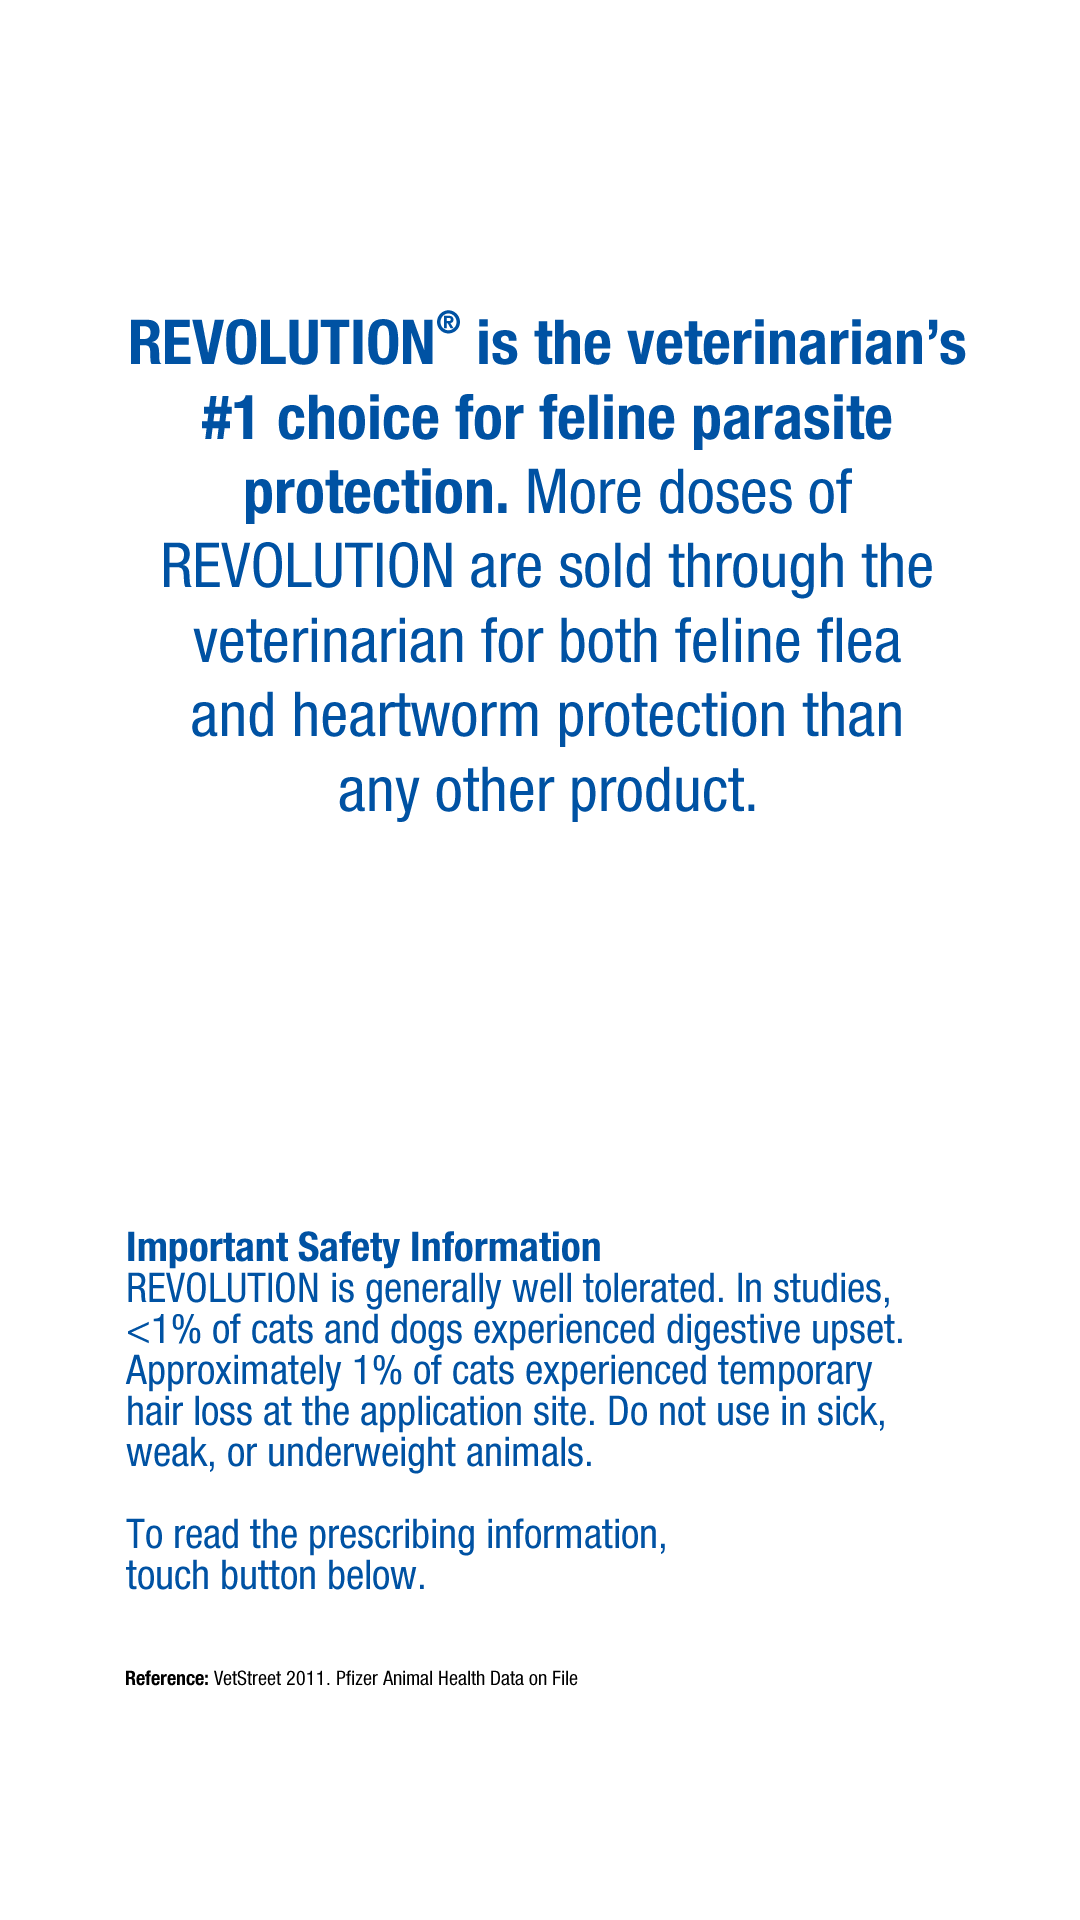 REVOLUTION® is the veterinarian’s
#1 choice for feline parasite
protection. More doses of
REVOLUTION are sold through the
veterinarian for both feline flea
and heartworm protection than
any other product.
Important Safety Information
REVOLUTION is generally well tolerated. In studies,
<1% of cats and dogs experienced digestive upset.
Approximately 1% of cats experienced temporary
hair loss at the application site. Do not use in sick,
weak, or underweight animals.
To read the prescribing information,
touch button below.
Reference: VetStreet 2011. Pfizer Animal Health Data on File